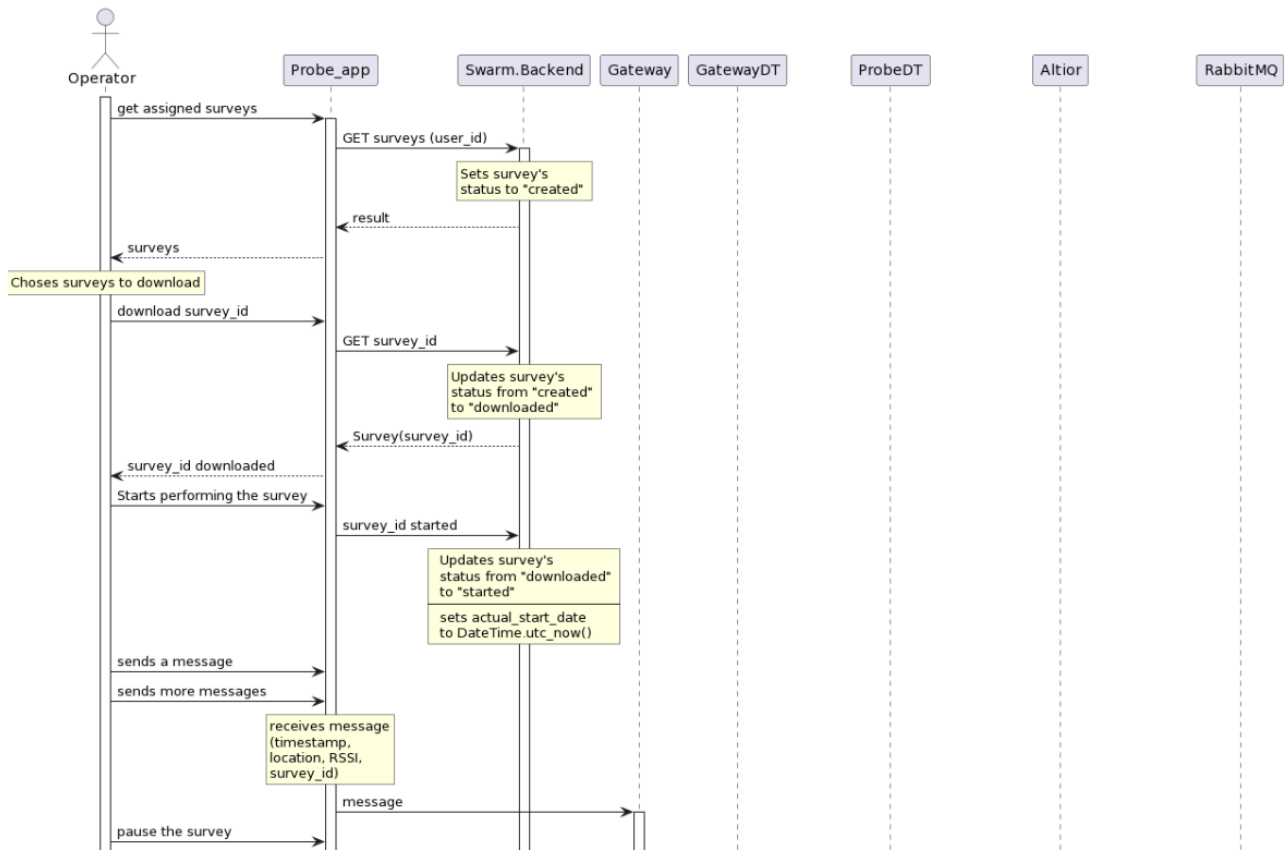 Operator
Probe_app
Swarm.Backend
Gateway
GatewayDT
ProbeDT
Altior
RabbitMQ
get assigned surveys
GET surveys (user_id)
Sets survey's
status to "created"
result
surveys
Choses surveys to download
download survey_id
GET survey_id
Updates survey's
status from "created"
to "downloaded"
Survey(survey_id)
survey_id downloaded
Starts performing the survey
survey_id started
Updates survey's
status from "downloaded"
to "started"
sets actual_start_date
to DateTime.utc_now()
sends a message
sends more messages
receives message
(timestamp,
location, RSSI,
survey_id)
message
pause the survey